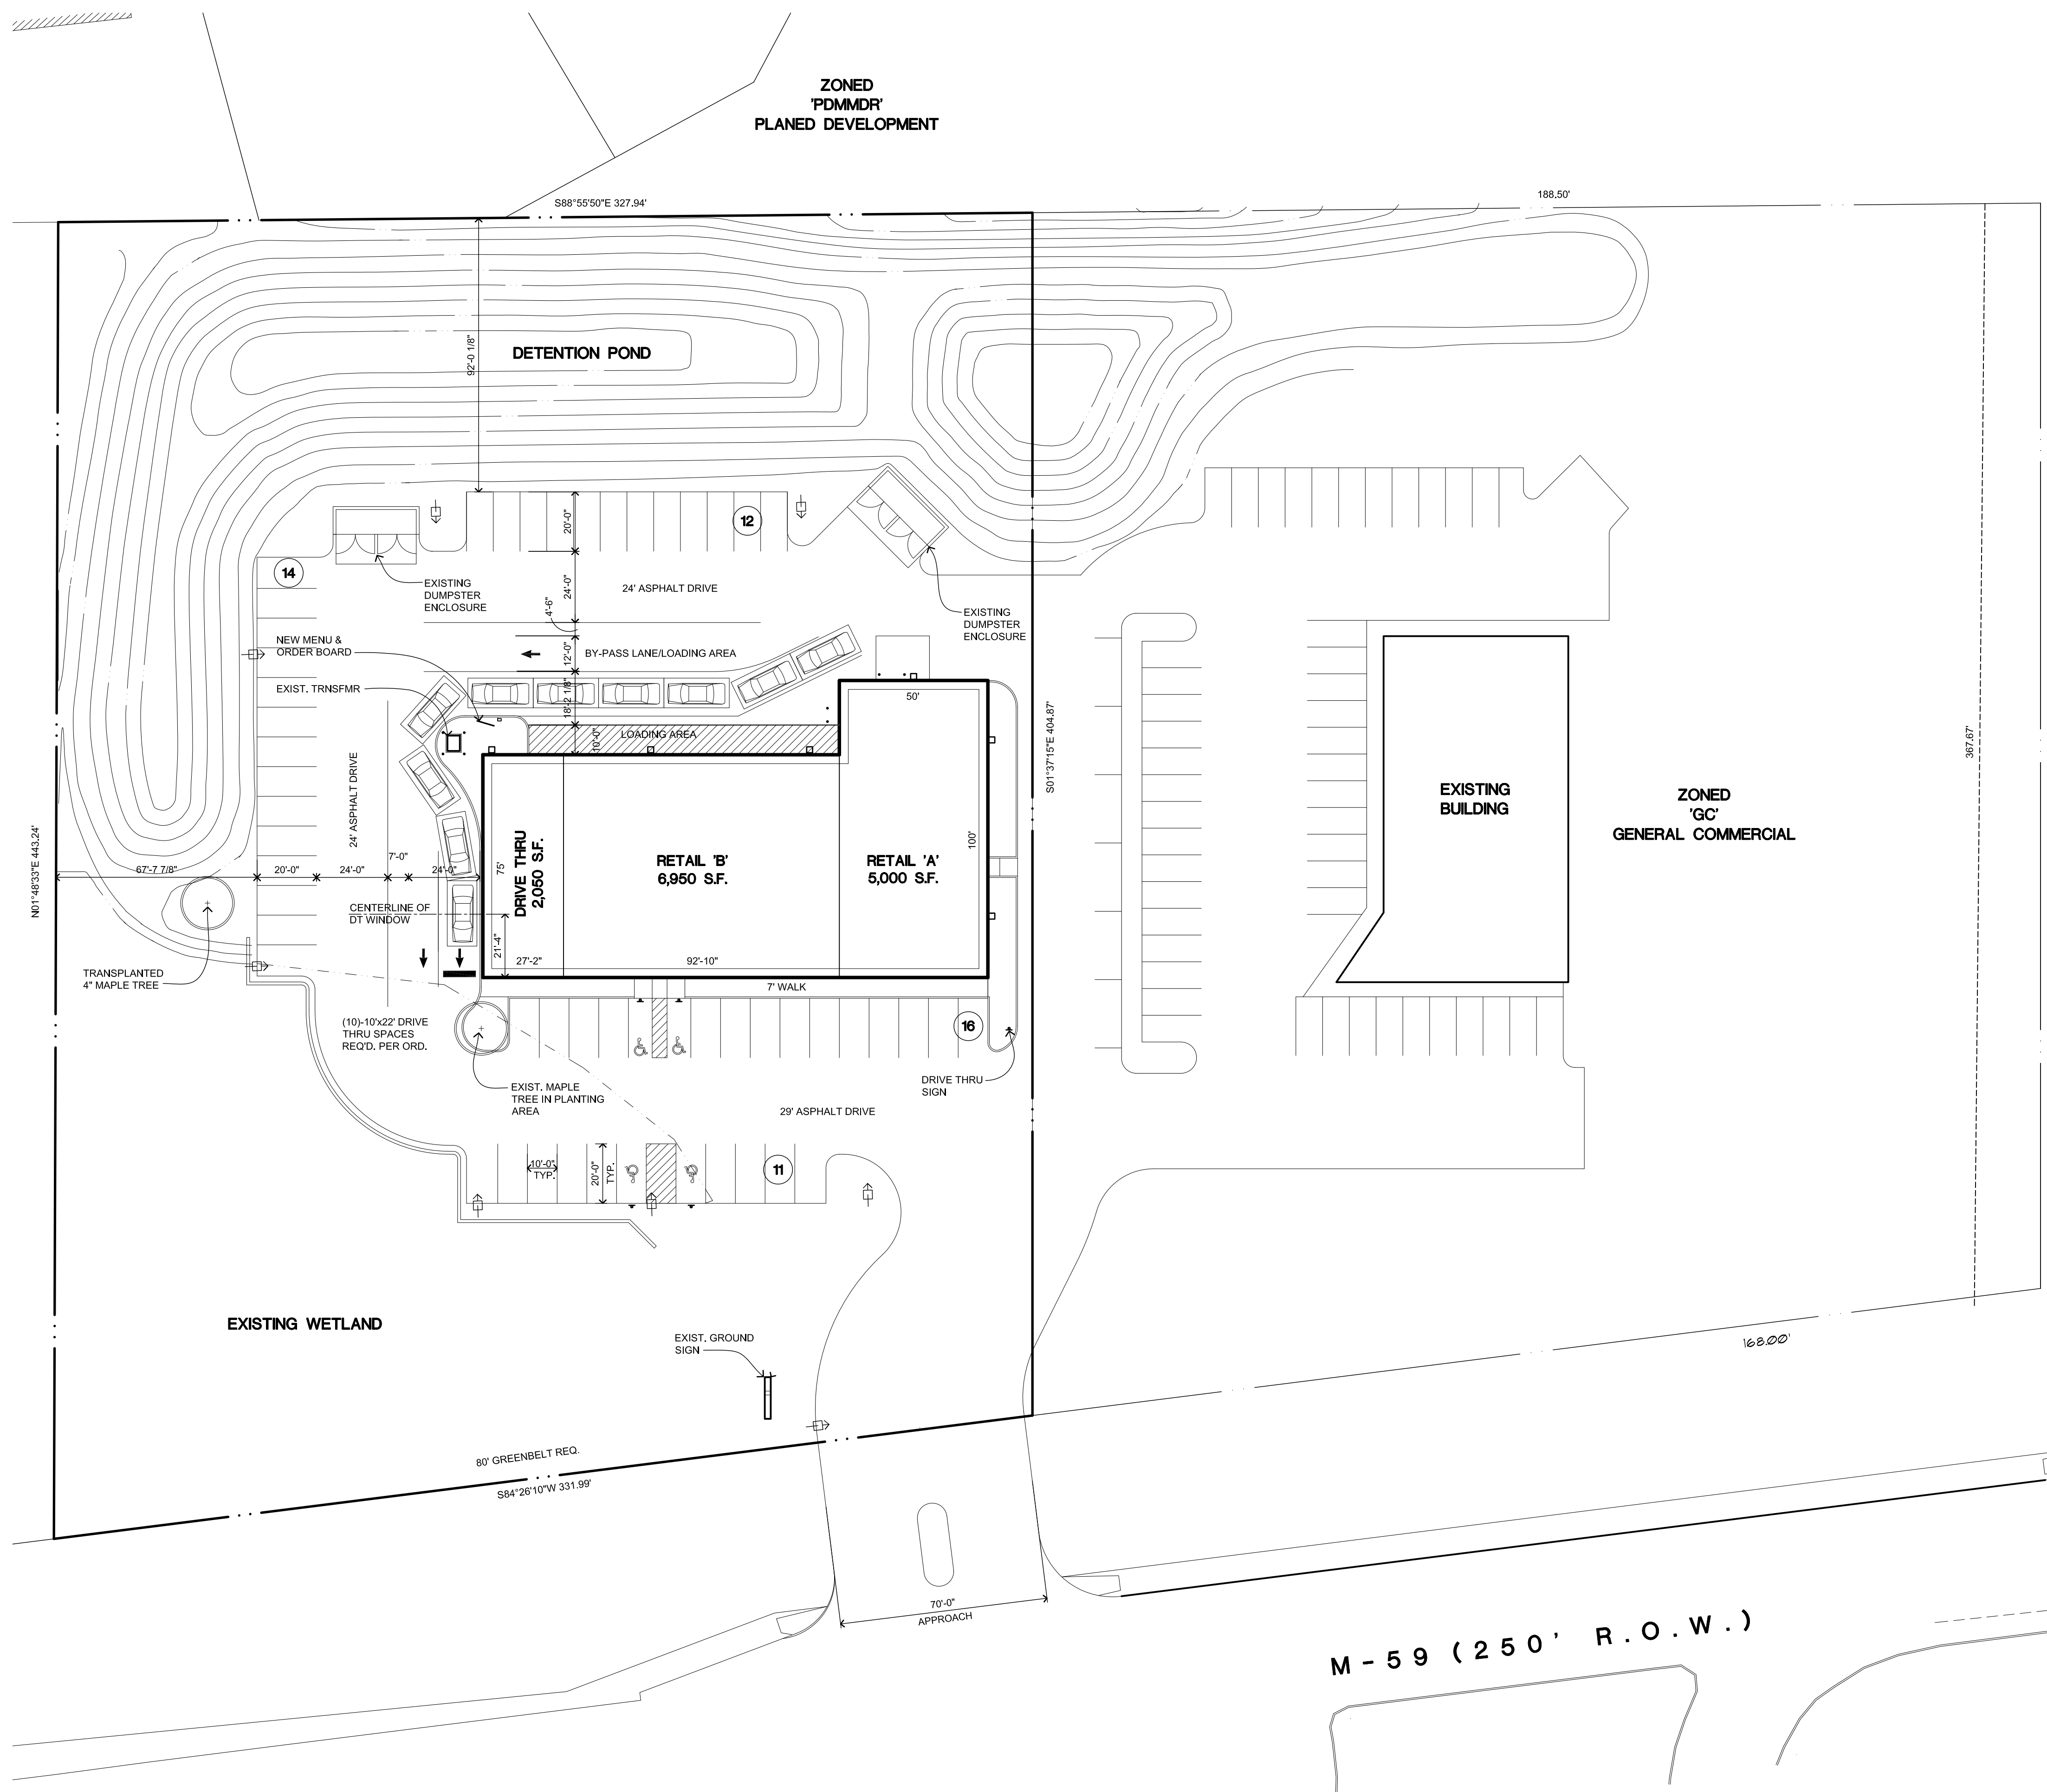 ZONED
'PDMMDR'
PLANED DEVELOPMENT
S88°55'50"E 327.94'
188.50'
92'-0 1/8"
DETENTION POND
12
20'-0"
14
EXISTING
DUMPSTER
ENCLOSURE
24'-0"
24' ASPHALT DRIVE
4'-6"
EXISTING
DUMPSTER
ENCLOSURE
NEW MENU &
ORDER BOARD
12'-0"
BY-PASS LANE/LOADING AREA
EXIST. TRNSFMR
18'-2 1/8"
50'
LOADING AREA
10'-0"
S01°37'15"E 404.87'
367.67'
24' ASPHALT DRIVE
EXISTING
BUILDING
ZONED
'GC'
GENERAL COMMERCIAL
N01°48'33"E 443.24'
67'-7 7/8"
20'-0"
24'-0"
7'-0"
24'-0"
75'
DRIVE THRU
2,050 S.F.
RETAIL 'B'
6,950 S.F.
RETAIL 'A'
5,000 S.F.
100'
CENTERLINE OF
DT WINDOW
21'-4"
27'-2"
92'-10"
TRANSPLANTED
4" MAPLE TREE
7' WALK
(10)-10'x22' DRIVE
THRU SPACES
REQ'D. PER ORD.
16
EXIST. MAPLE
TREE IN PLANTING
AREA
DRIVE THRU
SIGN
29' ASPHALT DRIVE
10'-0"
TYP.
20'-0"
TYP.
11
EXISTING WETLAND
EXIST. GROUND
SIGN
168.00'
80' GREENBELT REQ.
S84°26'10"W 331.99'
70'-0"
APPROACH
M-59 (250' R.O.W.)